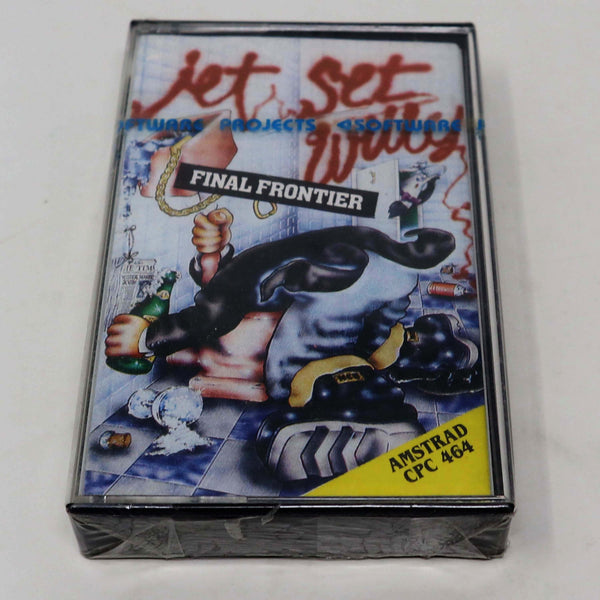 jet set
Willy
SOFTWARE PROJECTS SOFTWARE
FINAL FRONTIER
AMSTRAD
CPC 464